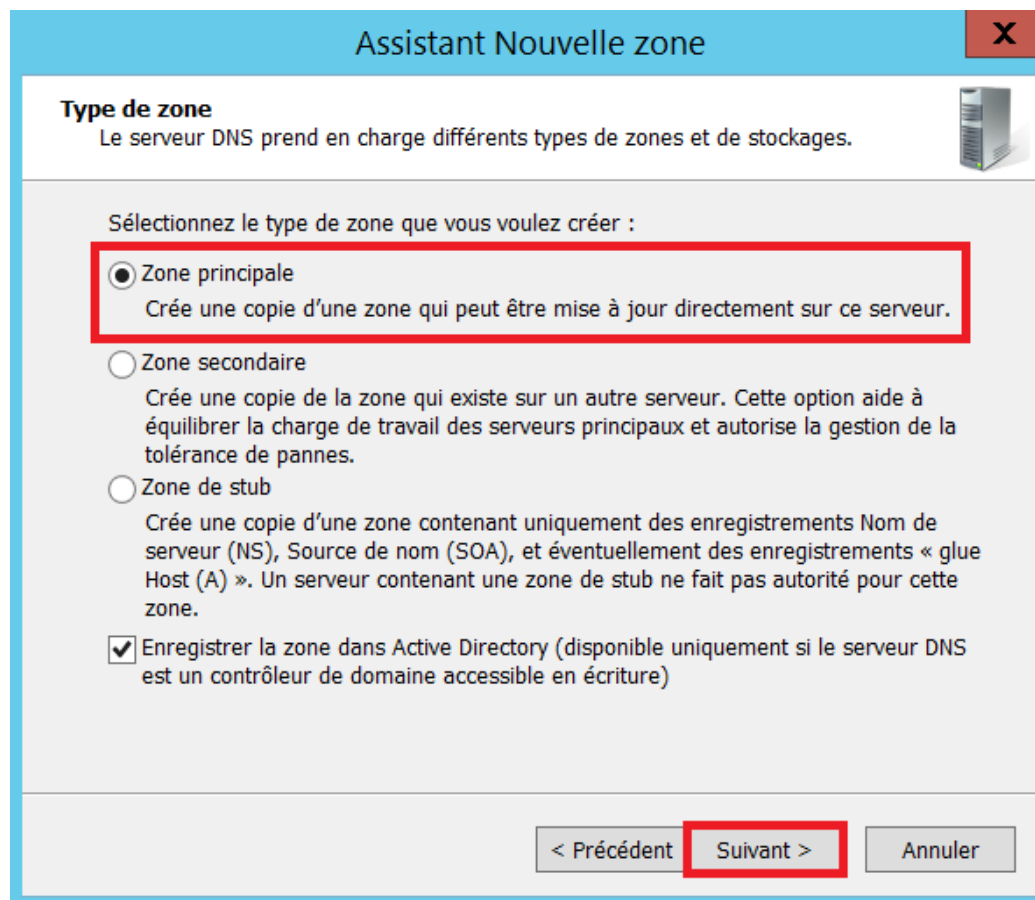 Assistant Nouvelle zone
X
Type de zone
Le serveur DNS prend en charge différents types de zones et de stockages.
Sélectionnez le type de zone que vous voulez créer :
Zone principale
Crée une copie d’une zone qui peut être mise à jour directement sur ce serveur.
Zone secondaire
Crée une copie de la zone qui existe sur un autre serveur. Cette option aide à
équilibrer la charge de travail des serveurs principaux et autorise la gestion de la
tolérance de pannes.
Zone de stub
Crée une copie d’une zone contenant uniquement des enregistrements Nom de
serveur (NS), Source de nom (SOA), et éventuellement des enregistrements « glue
Host (A) ». Un serveur contenant une zone de stub ne fait pas autorité pour cette
zone.
Enregistrer la zone dans Active Directory (disponible uniquement si le serveur DNS
est un contrôleur de domaine accessible en écriture)
< Précédent Suivant > Annuler